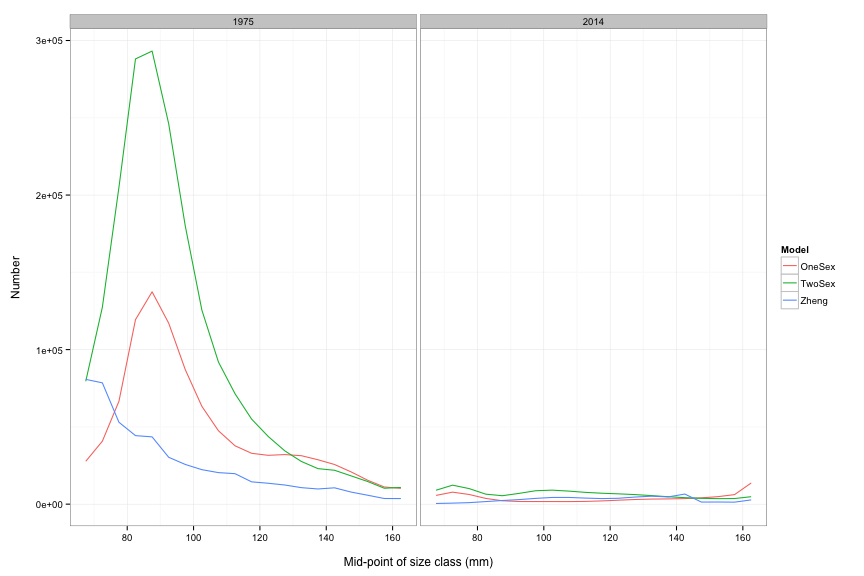 1975 2014
3e+05
2e+05
1e+05
0e+00
Number
80 100 120 140 160 80 100 120 140 160
Mid-point of size class (mm)
Model
OneSex
TwoSex
Zheng